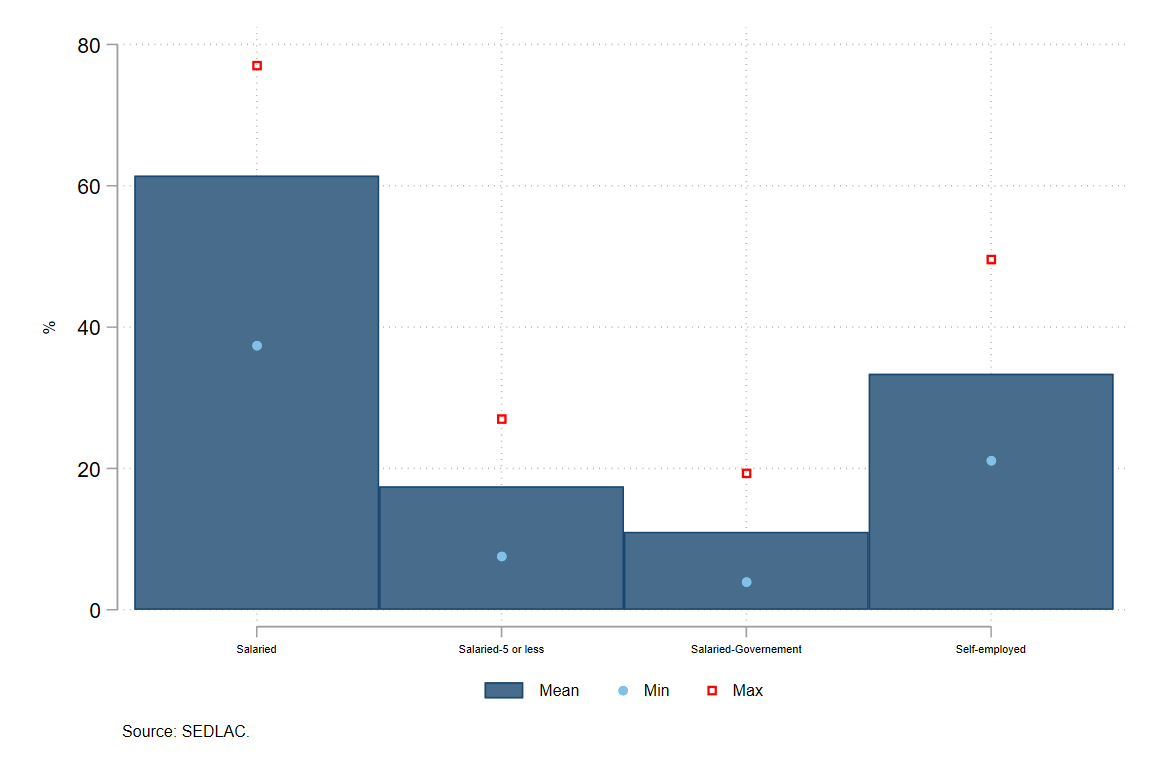 80
60
%
40
20
0
Salaried Salaried-5 or less Salaried-Governement Self-employed
Mean Min Max
Source: SEDLAC.